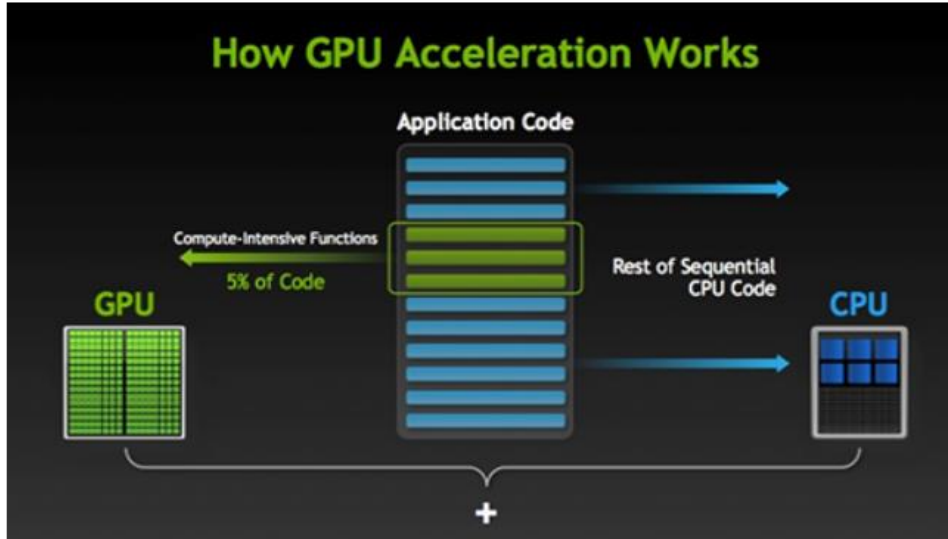 How GPU Acceleration Works
Application Code
Compute-Intensive Functions
5% of Code
Rest of Sequential
CPU Code
GPU
CPU
+